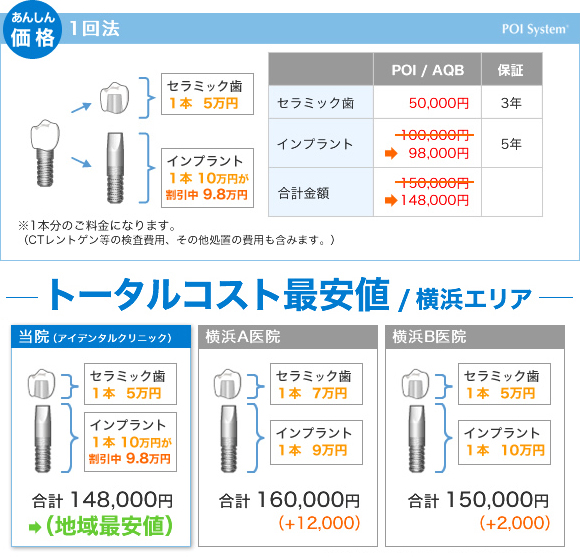 あんしん
価格
1回法
POI System
セラミック歯
1本 5万円
インプラント
1本 10万円が
割引中 9.8万円
POI / AQB 保証
セラミック歯 50,000円 3年
インプラント 100,000円 5年
98,000円
合計金額 150,000円
148,000円
※1本分のご料金になります。
（CTレントゲン等の検査費用、その他処置の費用も含みます。）
トータルコスト最安値 / 横浜エリア
当院（アイデンタルクリニック）
セラミック歯
1本 5万円
インプラント
1本 10万円が
割引中 9.8万円
合計 148,000円
（地域最安値）
横浜A医院
セラミック歯
1本 7万円
インプラント
1本 9万円
合計 160,000円
(+12,000)
横浜B医院
セラミック歯
1本 5万円
インプラント
1本 10万円
合計 150,000円
(+2,000)